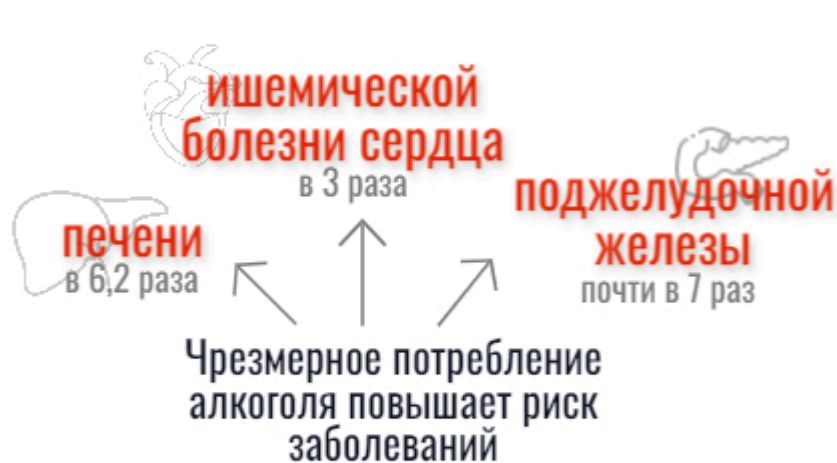 ишемической
болезни сердца
в 3 раза
поджелудочной
железы
почти в 7 раз
печени
в 6,2 раза
Чрезмерное потребление
алкоголя повышает риск
заболеваний